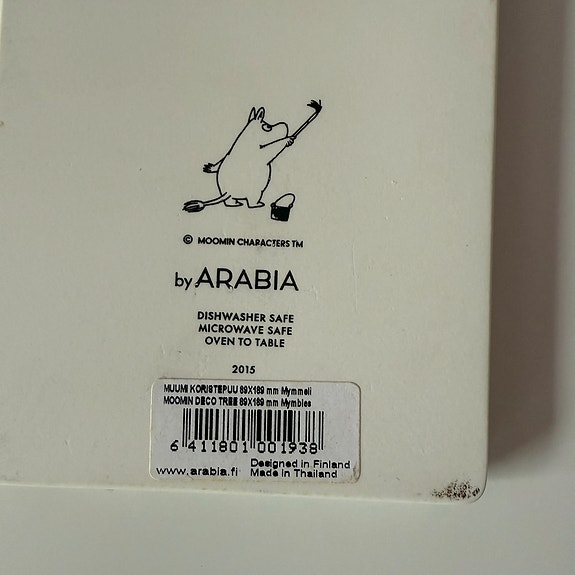 © MOOMIN CHARACTERS TM
by ARABIA
DISHWASHER SAFE
MICROWAVE SAFE
OVEN TO TABLE
2015
MUUMI KORISTEPUU 89X189 mm Mymmeli
MOOMIN DECO TREE 89X189 mm Mymbles
6 411801 001938
Designed in Finland
www.arabia.fi Made in Thailand